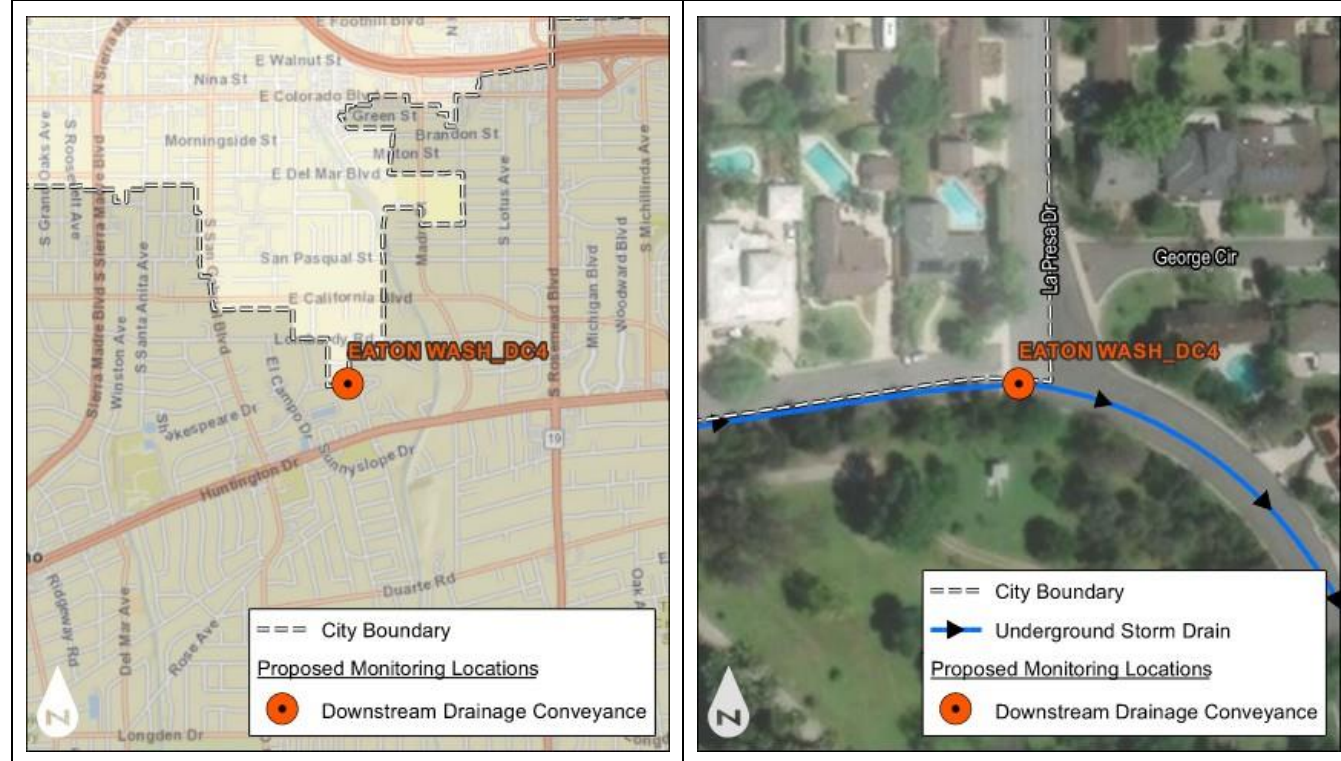 E Foothill Blvd
N Sierra Ma
E Walnut St
Nina St
E Colorado Blvd
Green St
Brandon St
Morningside St
E Del Mar Blvd
S Grand Oaks Ave
S Roosevelt Ave
Sierra Madre Blvd S Sierra Madre Blvd
S Lotus Ave
S Michillinda Ave
San Pasqual St
Madr
E California Blvd
Winston Ave
S Santa Anita Ave
Michigan Blvd
Woodward Blvd
S Rosemead Blvd
EATON WASH_DC4
El Campo Dr
Sunnyslope Dr
19
Huntington Dr
Duarte Rd
Ridgeway Rd
Del Mar Ave
Rose Ave
Oak A
Longden Dr
City Boundary
Proposed Monitoring Locations
Downstream Drainage Conveyance
N
La Presa Dr
George Cir
EATON WASH_DC4
City Boundary
Underground Storm Drain
Proposed Monitoring Locations
Downstream Drainage Conveyance
N